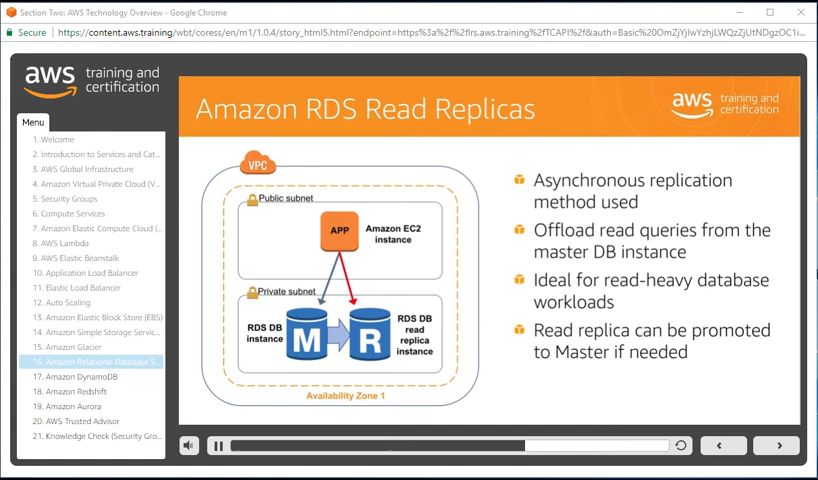 Section Two: AWS Technology Overview - Google Chrome
Secure
aws training and
certification
Menu
1. Welcome
2. Introduction to Services and Cat...
3. AWS Global Infrastructure
4. Amazon Virtual Private Cloud (V...
5. Security Groups
6. Compute Services
7. Amazon Elastic Compute Cloud (...
8. AWS Lambda
9. AWS Elastic Beanstalk
10. Application Load Balancer
11. Elastic Load Balancer
12. Auto Scaling
13. Amazon Elastic Block Store (EBS)
14. Amazon Simple Storage Servic...
15. Amazon Glacier
16. Amazon Relational Database S...
17. Amazon DynamoDB
18. Amazon Redshift
19. Amazon Aurora
20. AWS Trusted Advisor
21. Knowledge Check (Security Gro...
Amazon RDS Read Replicas
aws training and
certification
VPC
Public subnet
APP
Amazon EC2
instance
Private subnet
RDS DB
instance
M
R
RDS DB
read
replica
instance
Availability Zone 1
Asynchronous replication
method used
Offload read queries from the
master DB instance
Ideal for read-heavy database
workloads
Read replica can be promoted
to Master if needed